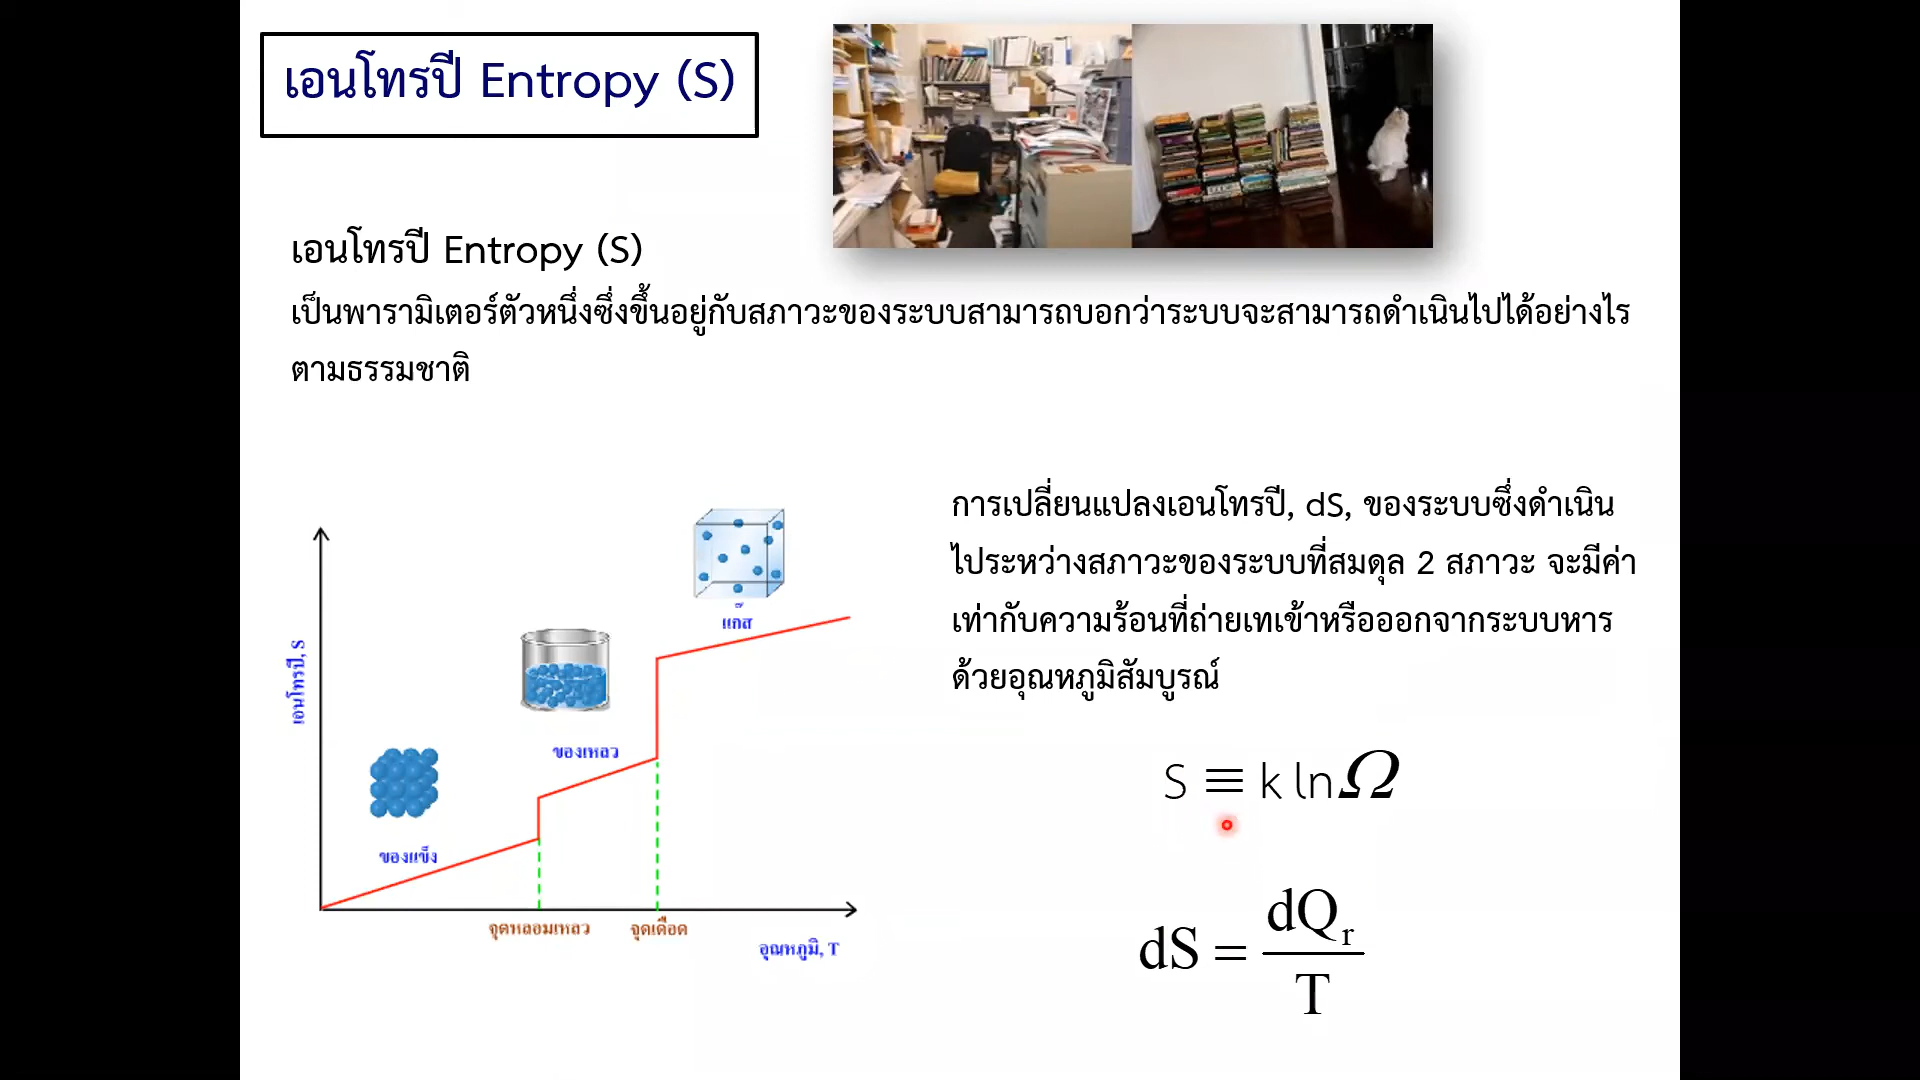 เอนโทรปี Entropy (S)
เอนโทรปี Entropy (S)
เป็นพารามิเตอร์ตัวหนึ่งซึ่งขึ้นอยู่กับสภาวะของระบบสามารถบอกว่าระบบจะสามารถดำเนินไปได้อย่างไร
ตามธรรมชาติ
การเปลี่ยนแปลงเอนโทรปี, dS, ของระบบซึ่งดำเนิน
ไประหว่างสภาวะของระบบที่สมดุล 2 สภาวะ จะมีค่า
เท่ากับความร้อนที่ถ่ายเทเข้าหรือออกจากระบบหาร
ด้วยอุณหภูมิสัมบูรณ์
S ≡ k ln Ω
dS = dQr / T
เอนโทรปี, S
แก๊ส
ของเหลว
ของแข็ง
จุดหลอมเหลว
จุดเดือด
อุณหภูมิ, T